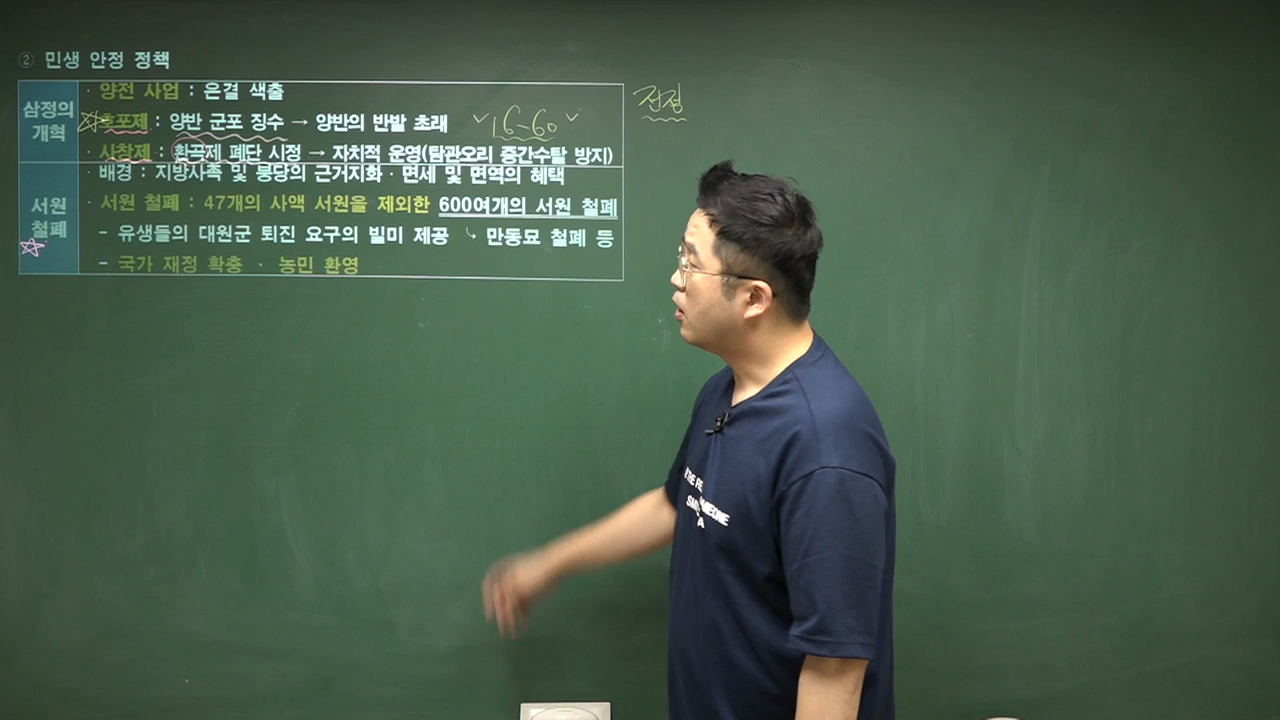 ② 민생 안정 정책
삼정의 개혁
· 양전 사업 : 은결 색출
· 호포제 : 양반 군포 징수 → 양반의 반발 초래
16-60
· 사창제 : 환곡제 폐단 시정 → 자치적 운영(탐관오리 중간수탈 방지)
전정
서원 철폐
· 배경 : 지방사족 및 붕당의 근거지화 · 면세 및 면역의 혜택
· 서원 철폐 : 47개의 사액 서원을 제외한 600여개의 서원 철폐
- 유생들의 대원군 퇴진 요구의 빌미 제공 ↳ 만동묘 철폐 등
- 국가 재정 확충 · 농민 환영